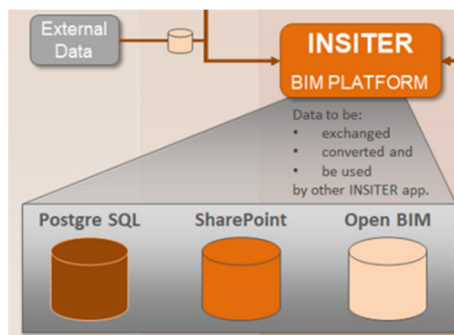 External
Data
INSITER
BIM PLATFORM
Data to be:
• exchanged
• converted and
• be used
by other INSITER app.
Postgre SQL
SharePoint
Open BIM